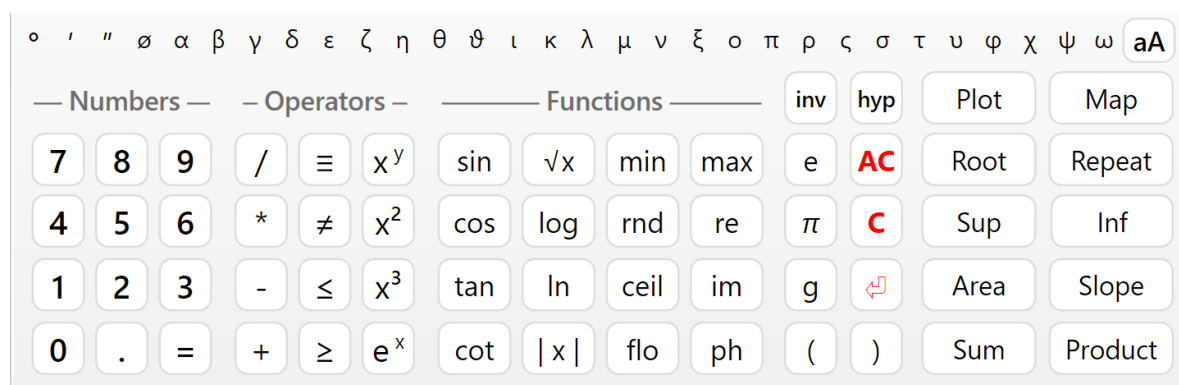 ° ′ ″ ø α β γ δ ε ζ η θ ϑ ι κ λ μ ν ξ ο π ρ ς σ τ υ φ χ ψ ω aA
Numbers Operators Functions inv hyp Plot Map
7 8 9 / ≡ xʸ sin √x min max e AC Root Repeat
4 5 6 * ≠ x² cos log rnd re π C Sup Inf
1 2 3 - ≤ x³ tan ln ceil im g ⏎ Area Slope
0 . = + ≥ eˣ cot |x| flo ph ( ) Sum Product